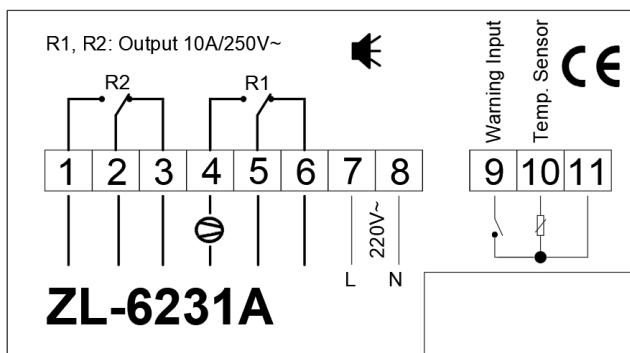 R1, R2: Output 10A/250V~
Warning Input
Temp. Sensor
CE
R2
R1
1 2 3 4 5 6 7 8
9 10 11
220V~
L N
ZL-6231A